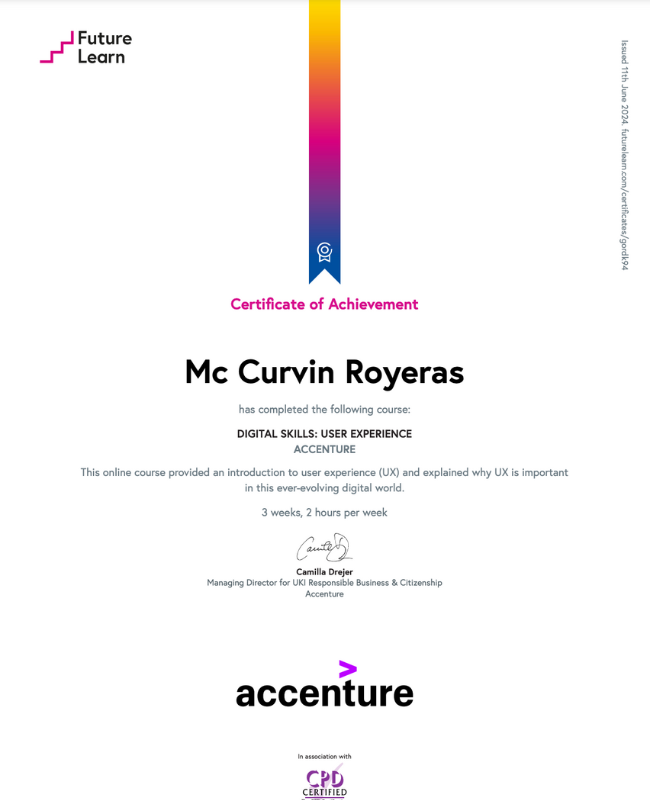 Future
Learn
Issued 11th June 2024. futurelearn.com/certificates/gordk94
Certificate of Achievement
Mc Curvin Royeras
has completed the following course:
DIGITAL SKILLS: USER EXPERIENCE
ACCENTURE
This online course provided an introduction to user experience (UX) and explained why UX is important
in this ever-evolving digital world.
3 weeks, 2 hours per week
Camilla Drejer
Managing Director for UKI Responsible Business & Citizenship
Accenture
>
accenture
In association with
CPD
CERTIFIED